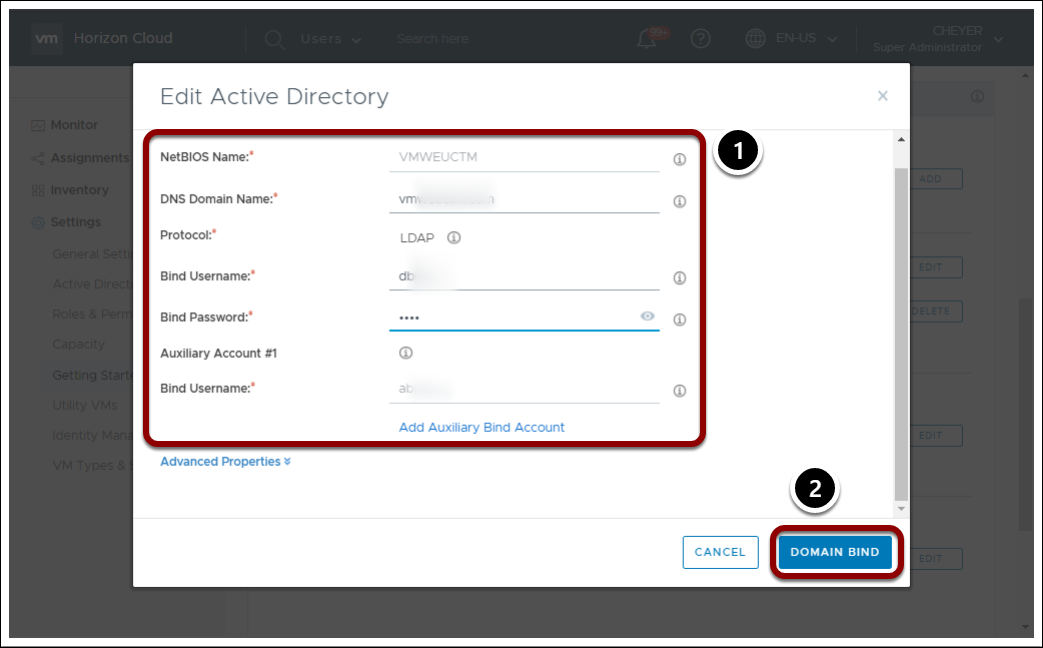 vm Horizon Cloud Users Search here 99+ EN-US CHEYER
Super Administrator
Edit Active Directory
Monitor
Assignments
Inventory
Settings
General Setti
Active Direct
Roles & Perm
Capacity
Getting Starte
Utility VMs
Identity Mana
VM Types &
NetBIOS Name:* VMWEUCTM
1
DNS Domain Name:* vm
Protocol:* LDAP
Bind Username:* db
Bind Password:* ••••
Auxiliary Account #1
Bind Username:* ab
Add Auxiliary Bind Account
Advanced Properties
2
CANCEL DOMAIN BIND
ADD
EDIT
DELETE
EDIT
EDIT